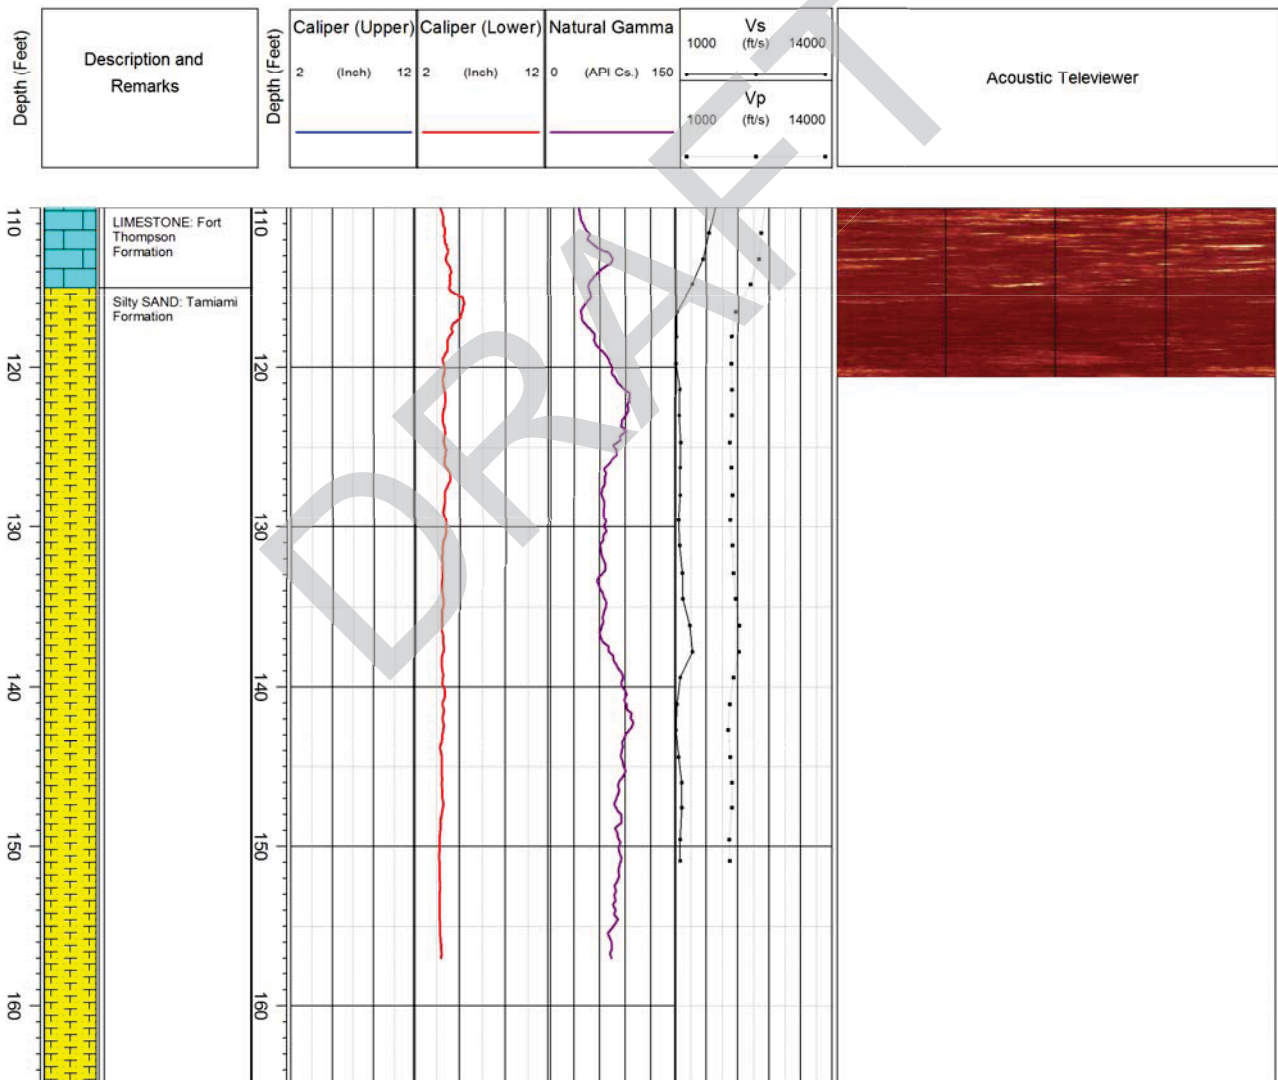 Depth (Feet)
Description and
Remarks
Depth (Feet)
Caliper (Upper)
2 (Inch) 12
Caliper (Lower)
2 (Inch) 12
Natural Gamma
0 (API Cs.) 150
Vs
1000 (ft/s) 14000
Vp
1000 (ft/s) 14000
Acoustic Televiewer
DRAFT
LIMESTONE: Fort
Thompson
Formation
Silty SAND: Tamiami
Formation
110
120
130
140
150
160
110
120
130
140
150
160